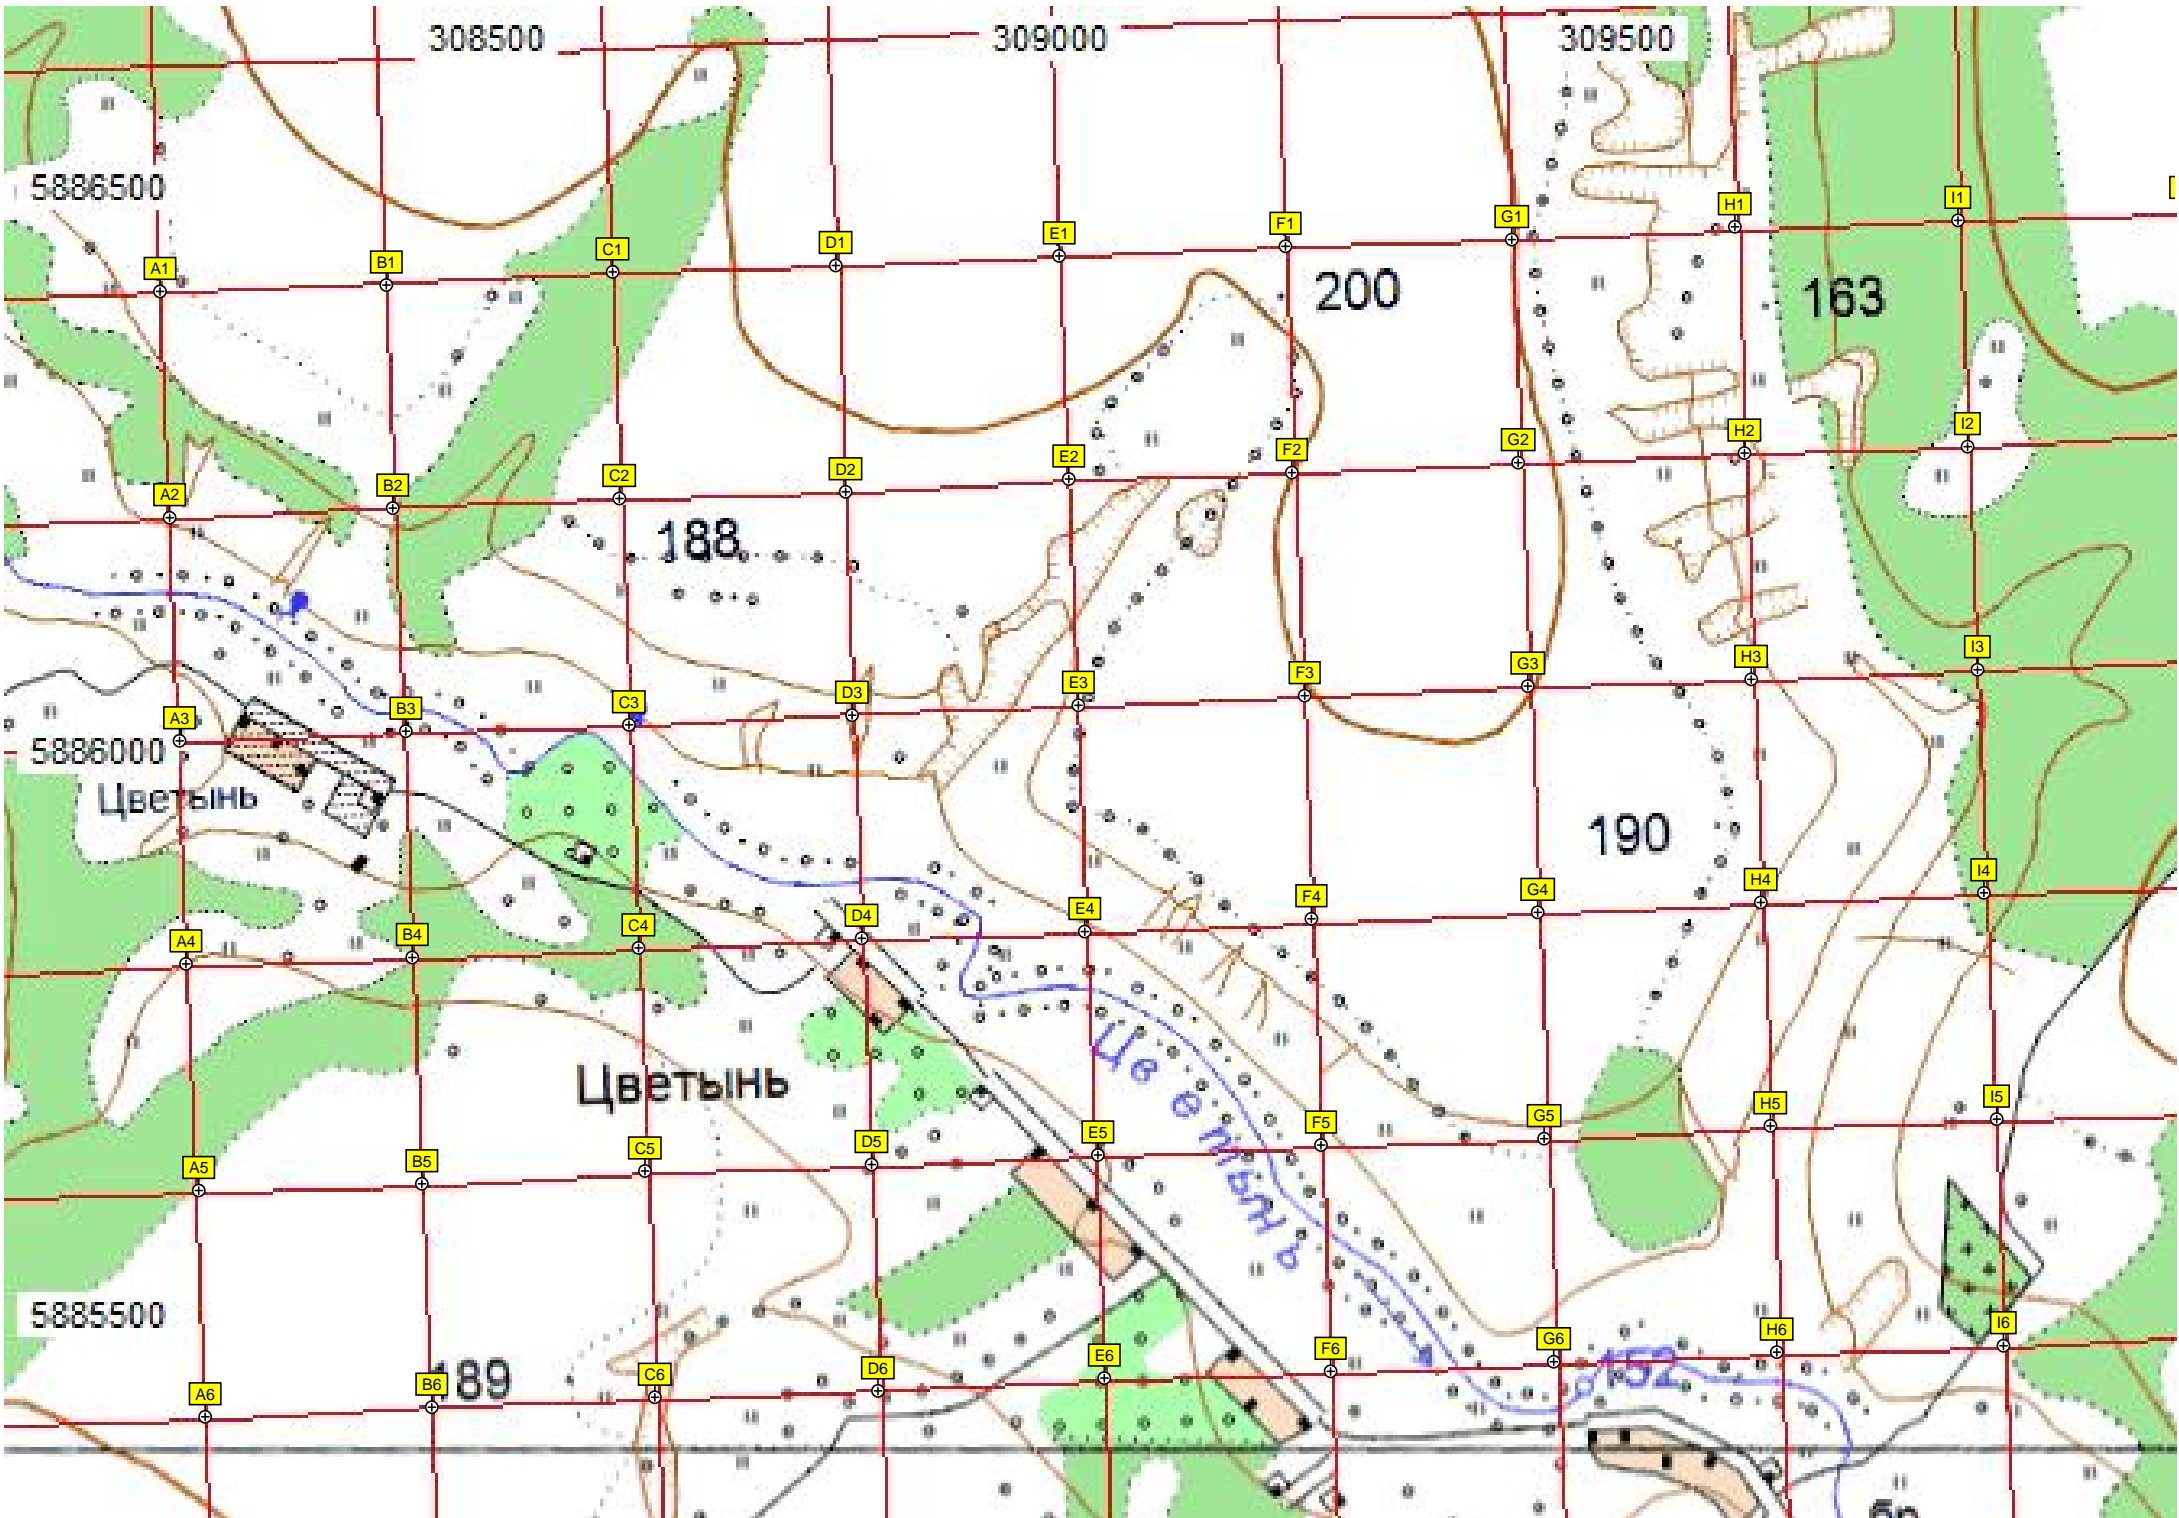 308500 309000 309500
5886500
A1 B1 C1 D1 E1 F1 G1 H1 I1
200 163
A2 B2 C2 D2 E2 F2 G2 H2 I2
188
A3 B3 C3 D3 E3 F3 G3 H3 I3
5886000
Цветынь
190
A4 B4 C4 D4 E4 F4 G4 H4 I4
Цветынь
Цветынь
A5 B5 C5 D5 E5 F5 G5 H5 I5
5885500
A6 B6 C6 D6 E6 F6 G6 H6 I6
189
152
бр